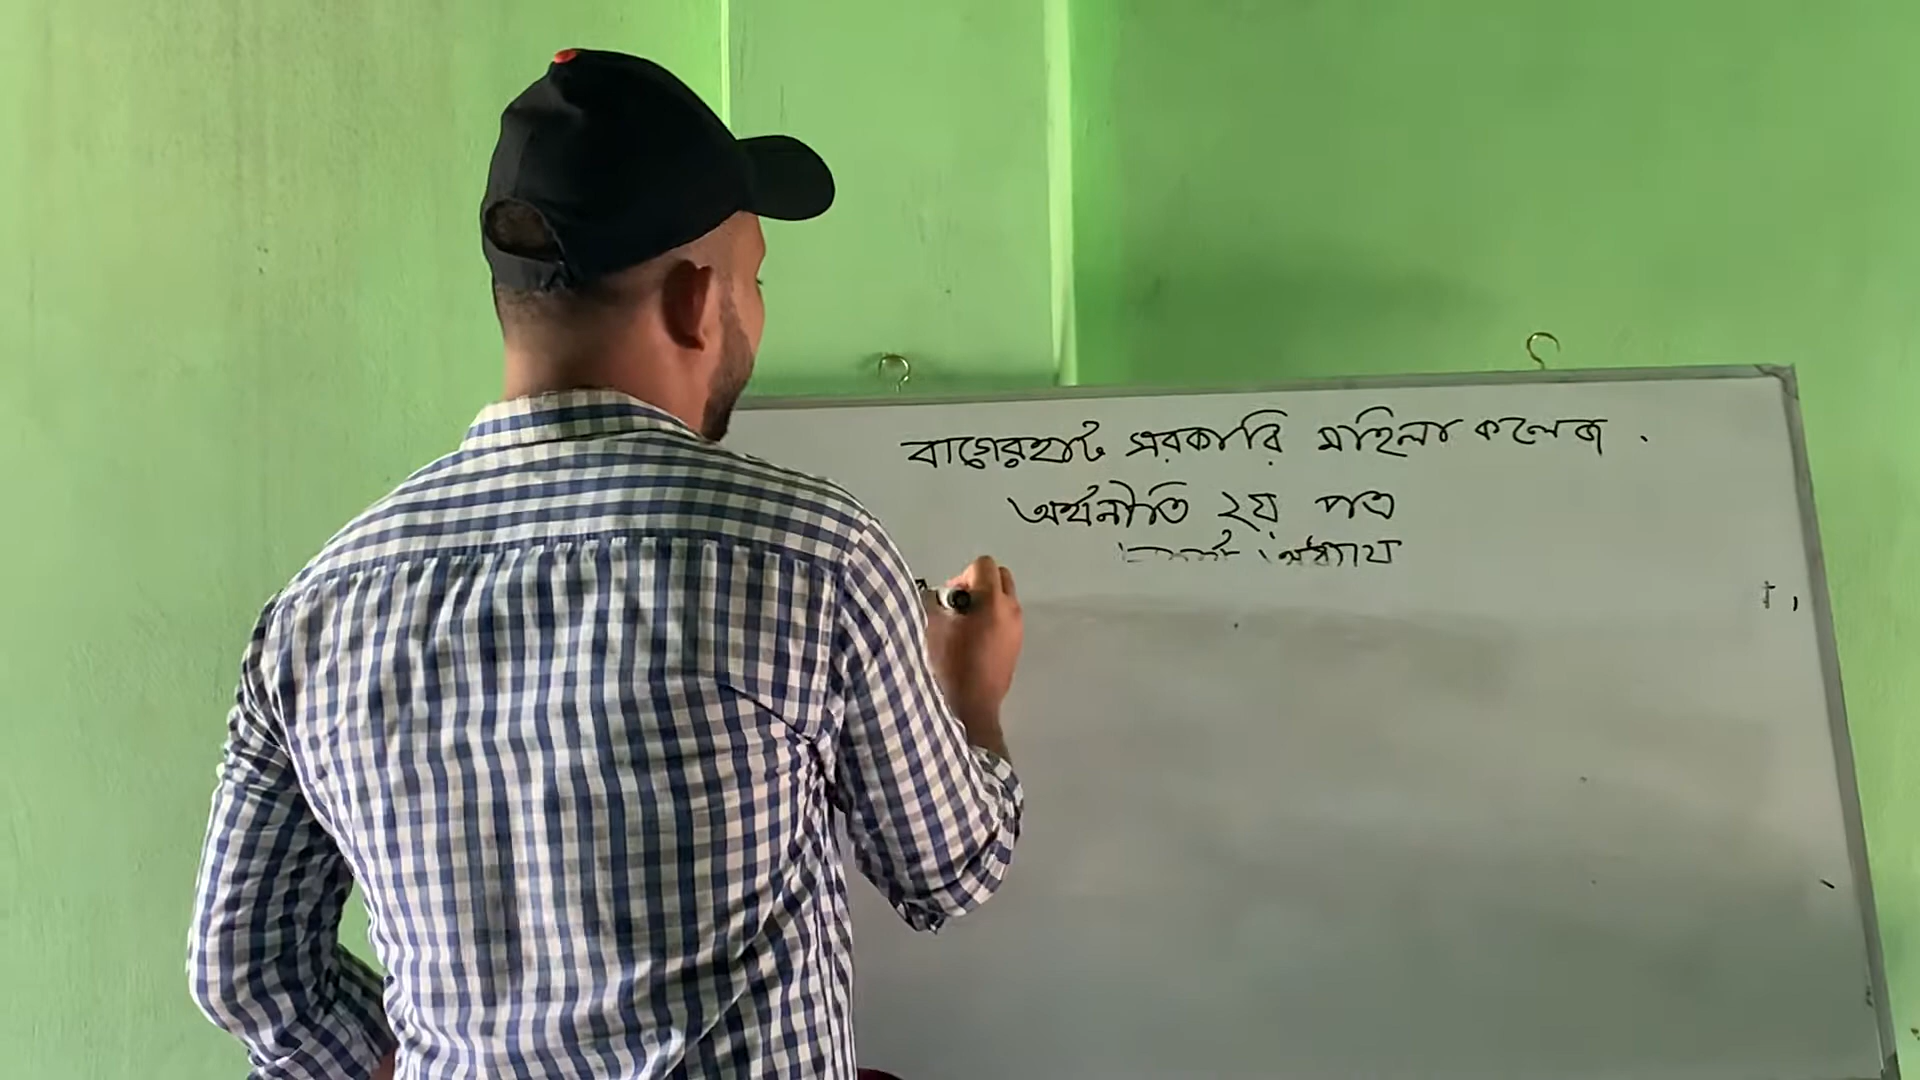 বাগেরহাট সরকারি মহিলা কলেজ .
অর্থনীতি ২য় পত্র
অধ্যায়